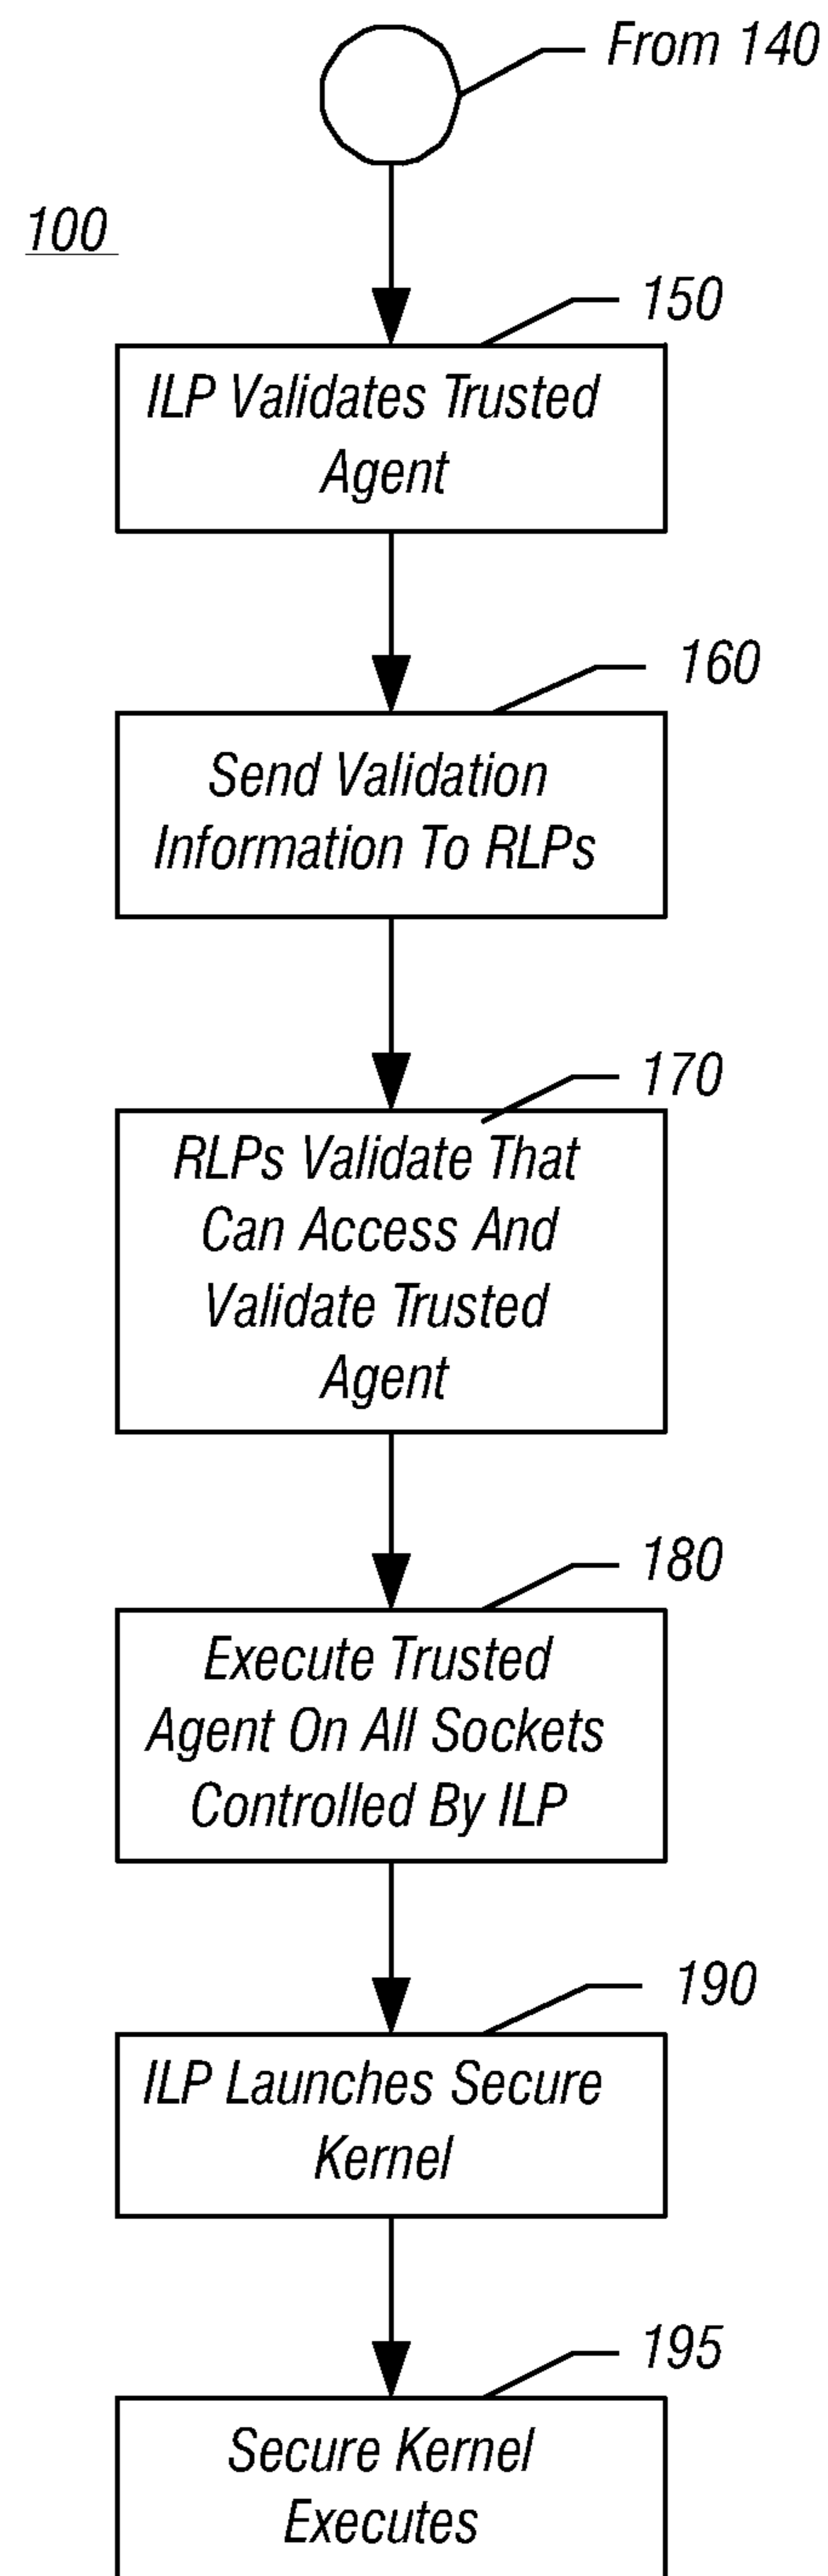 From 140
100
150
ILP Validates Trusted
Agent
160
Send Validation
Information To RLPs
170
RLPs Validate That
Can Access And
Validate Trusted
Agent
180
Execute Trusted
Agent On All Sockets
Controlled By ILP
190
ILP Launches Secure
Kernel
195
Secure Kernel
Executes